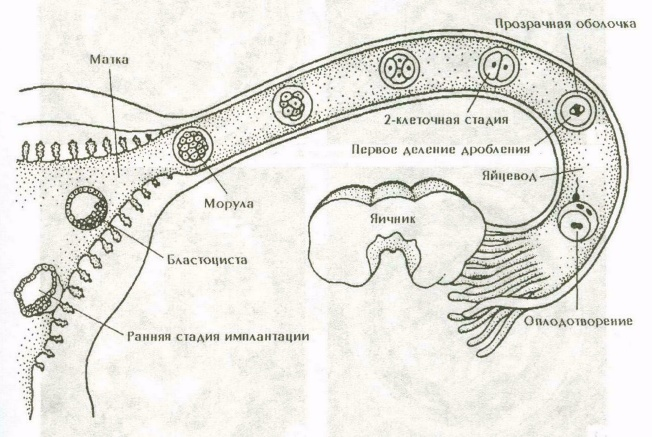 Прозрачная оболочка
Матка
2-клеточная стадия
Первое деление дробления
Яйцевод
Морула
Яичник
Бластоциста
Оплодотворение
Ранняя стадия имплантации